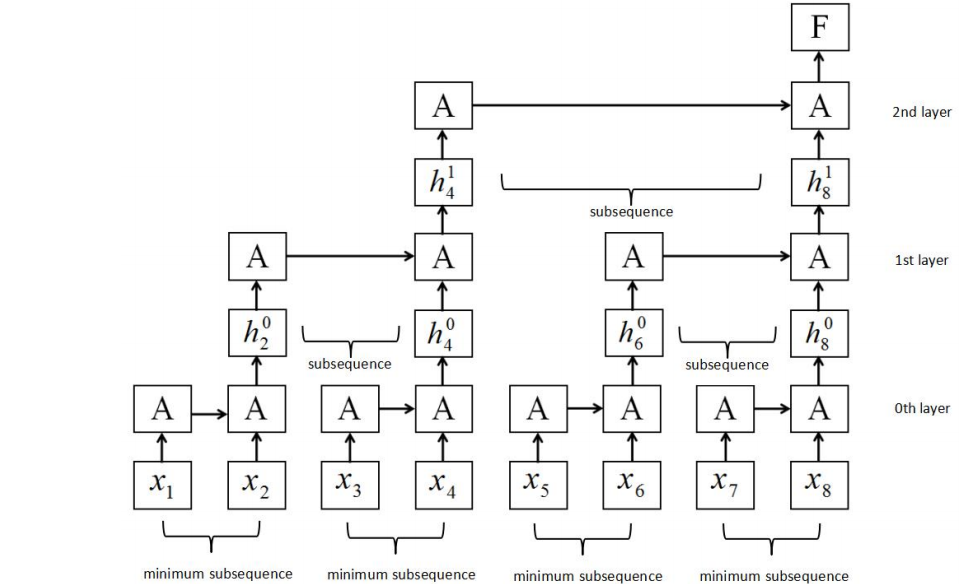 F
A A 2nd layer
h_4^1 h_8^1
subsequence
A A A A 1st layer
h_2^0 h_4^0 h_6^0 h_8^0
subsequence subsequence
A A A A A A A A 0th layer
x_1 x_2 x_3 x_4 x_5 x_6 x_7 x_8
minimum subsequence minimum subsequence minimum subsequence minimum subsequence